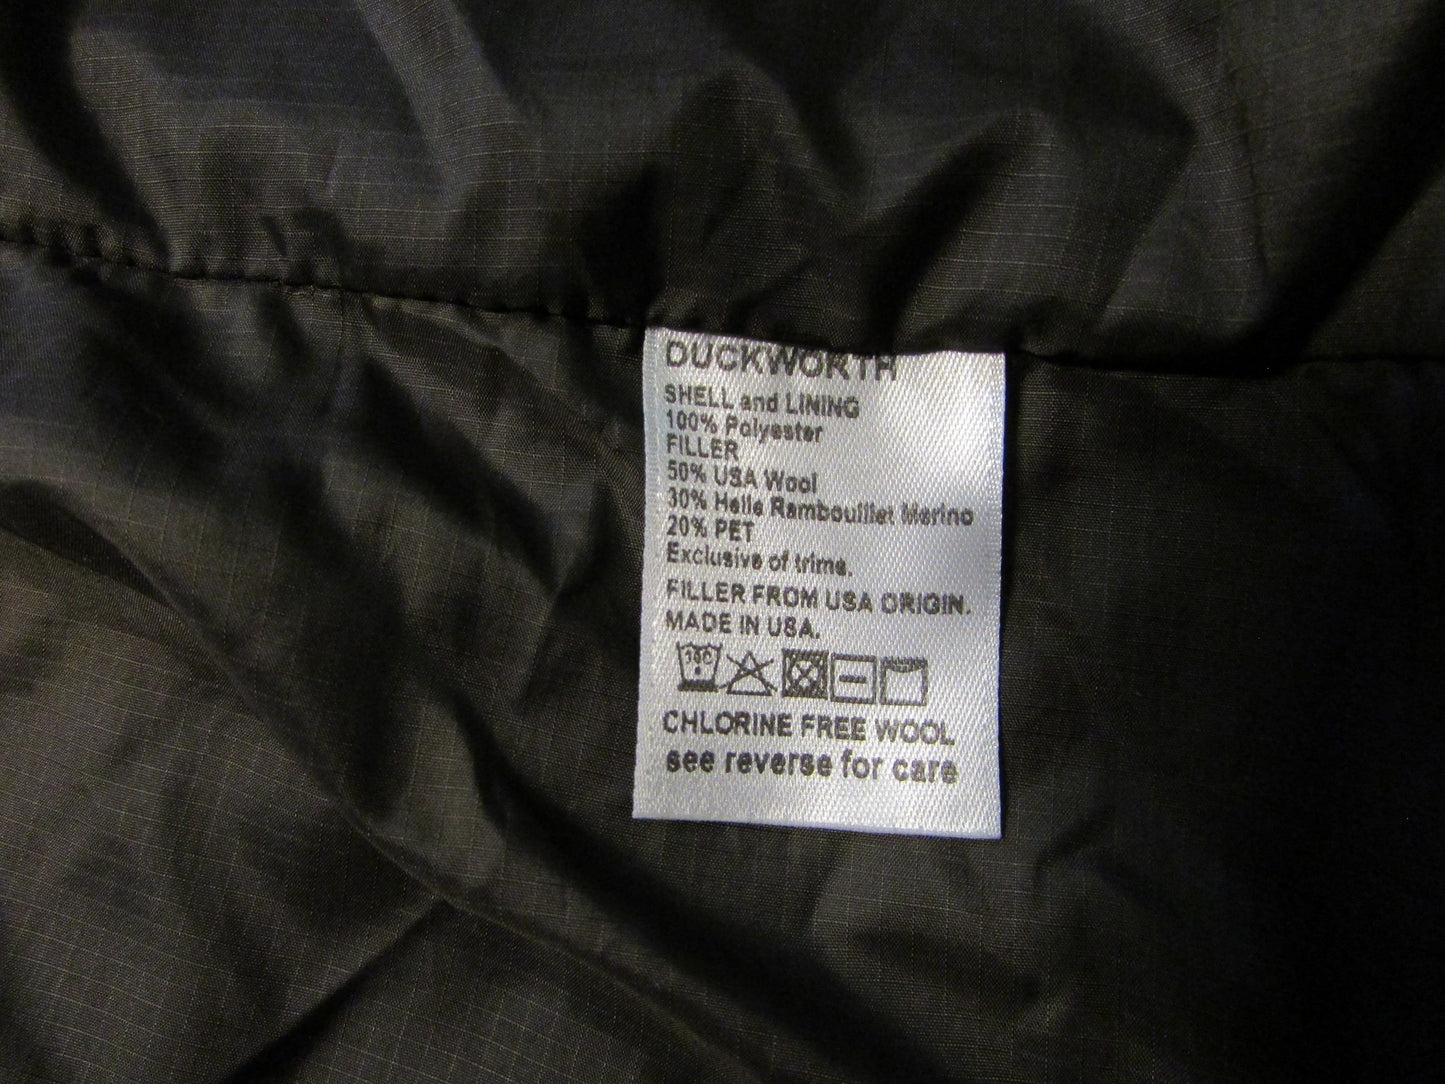 DUCKWORTH
SHELL and LINING
100% Polyester
FILLER
50% USA Wool
30% Helle Rambouillet Merino
20% PET
Exclusive of trims.
FILLER FROM USA ORIGIN.
MADE IN USA.
CHLORINE FREE WOOL
see reverse for care